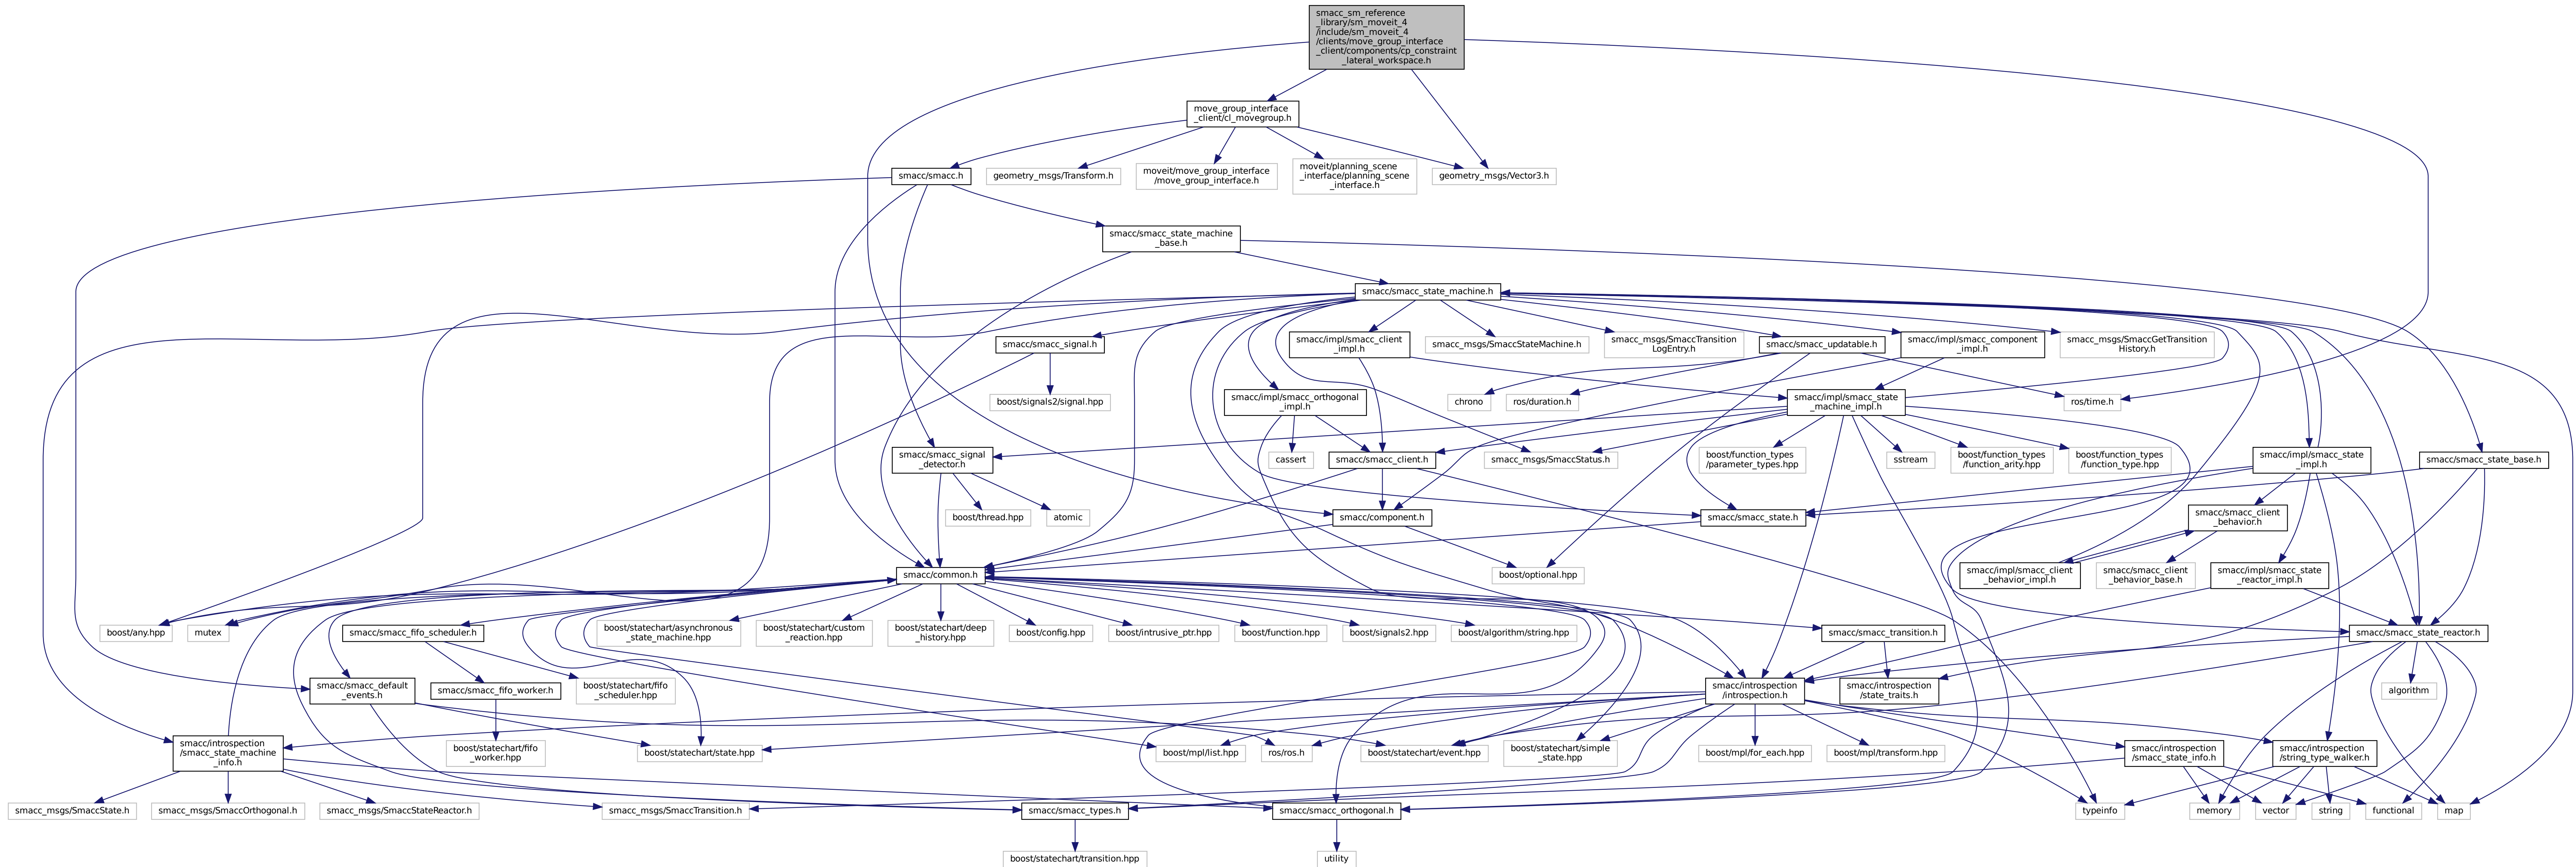 smacc_sm_reference
_library/sm_moveit_4
/include/sm_moveit_4
/clients/move_group_interface
_client/components/cp_constraint
_lateral_workspace.h
move_group_interface
_client/cl_movegroup.h
smacc/smacc.h
geometry_msgs/Transform.h
moveit/move_group_interface
/move_group_interface.h
moveit/planning_scene
_interface/planning_scene
_interface.h
geometry_msgs/Vector3.h
smacc/smacc_state_machine
_base.h
smacc/smacc_state_machine.h
smacc/smacc_signal.h
smacc/impl/smacc_client
_impl.h
smacc_msgs/SmaccStateMachine.h
smacc_msgs/SmaccTransition
LogEntry.h
smacc/smacc_updatable.h
smacc/impl/smacc_component
_impl.h
smacc_msgs/SmaccGetTransition
History.h
boost/signals2/signal.hpp
smacc/impl/smacc_orthogonal
_impl.h
chrono
ros/duration.h
smacc/impl/smacc_state
_machine_impl.h
ros/time.h
smacc/smacc_signal
_detector.h
cassert
smacc/smacc_client.h
smacc_msgs/SmaccStatus.h
boost/function_types
/parameter_types.hpp
sstream
boost/function_types
/function_arity.hpp
boost/function_types
/function_type.hpp
smacc/impl/smacc_state
_impl.h
smacc/smacc_state_base.h
boost/thread.hpp
atomic
smacc/component.h
smacc/smacc_state.h
smacc/smacc_client
_behavior.h
smacc/common.h
boost/optional.hpp
smacc/impl/smacc_client
_behavior_impl.h
smacc/smacc_client
_behavior_base.h
smacc/impl/smacc_state
_reactor_impl.h
boost/any.hpp
mutex
smacc/smacc_fifo_scheduler.h
boost/statechart/asynchronous
_state_machine.hpp
boost/statechart/custom
_reaction.hpp
boost/statechart/deep
_history.hpp
boost/config.hpp
boost/intrusive_ptr.hpp
boost/function.hpp
boost/signals2.hpp
boost/algorithm/string.hpp
smacc/smacc_transition.h
smacc/smacc_state_reactor.h
smacc/smacc_default
_events.h
smacc/smacc_fifo_worker.h
boost/statechart/fifo
_scheduler.hpp
smacc/introspection
/introspection.h
smacc/introspection
/state_traits.h
algorithm
smacc/introspection
/smacc_state_machine
_info.h
boost/statechart/fifo
_worker.hpp
boost/statechart/state.hpp
boost/mpl/list.hpp
ros/ros.h
boost/statechart/event.hpp
boost/statechart/simple
_state.hpp
boost/mpl/for_each.hpp
boost/mpl/transform.hpp
smacc/introspection
/smacc_state_info.h
smacc/introspection
/string_type_walker.h
smacc_msgs/SmaccState.h
smacc_msgs/SmaccOrthogonal.h
smacc_msgs/SmaccStateReactor.h
smacc_msgs/SmaccTransition.h
smacc/smacc_types.h
smacc/smacc_orthogonal.h
typeinfo
memory
vector
string
functional
map
boost/statechart/transition.hpp
utility